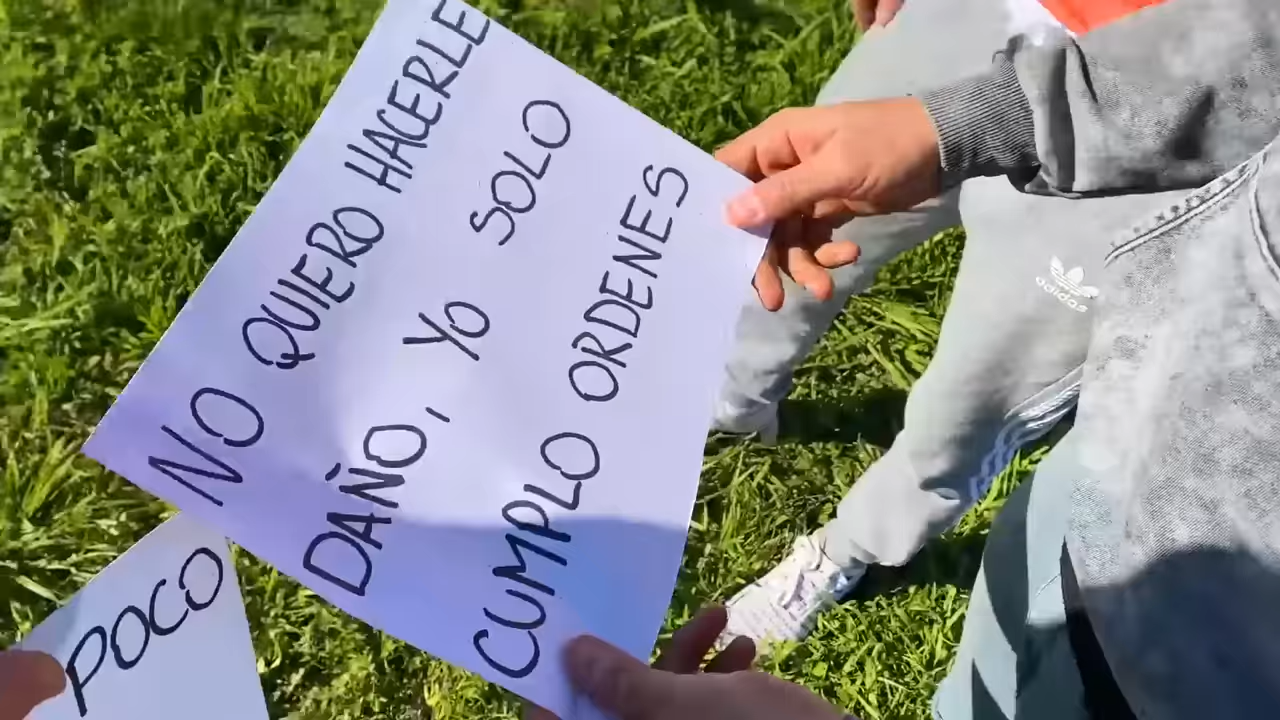 NO QUIERO HACERLE
DAÑO, YO SOLO
CUMPLO ORDENES
POCO
adidas